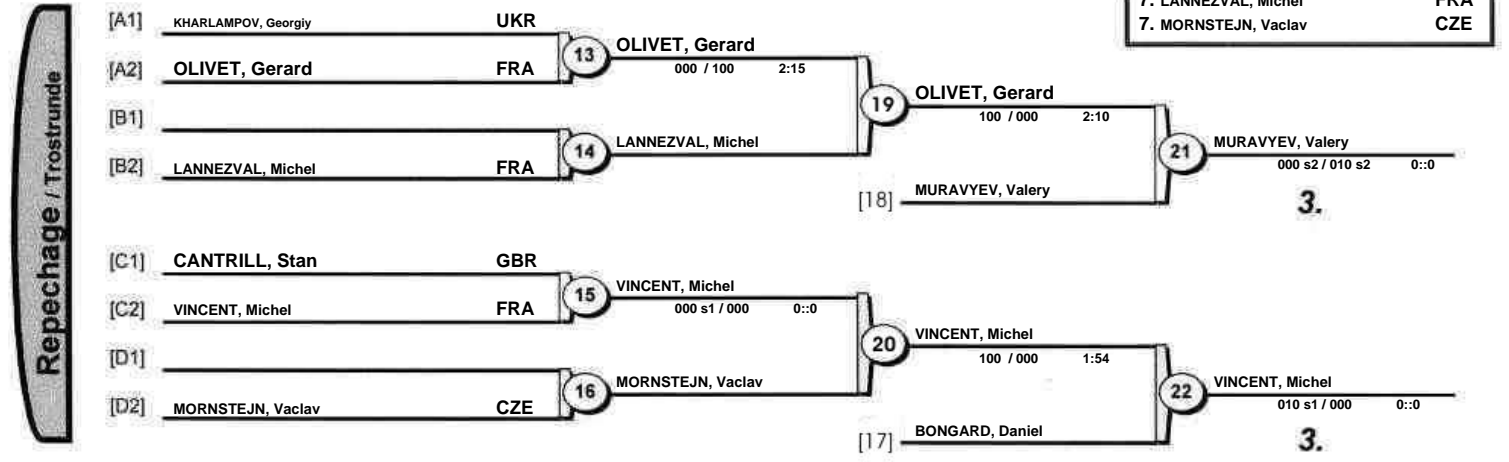 7. LANNEZVAL, Michel FRA
7. MORNSTEJN, Vaclav CZE
Repechage / Trostrunde
[A1] KHARLAMPOV, Georgiy UKR
13 OLIVET, Gerard
000 / 100 2:15
[A2] OLIVET, Gerard FRA
19 OLIVET, Gerard
100 / 000 2:10
[B1]
14 LANNEZVAL, Michel
[B2] LANNEZVAL, Michel FRA
21 MURAVYEV, Valery
000 s2 / 010 s2 0::0
[18] MURAVYEV, Valery
3.
[C1] CANTRILL, Stan GBR
15 VINCENT, Michel
000 s1 / 000 0::0
[C2] VINCENT, Michel FRA
20 VINCENT, Michel
100 / 000 1:54
[D1]
16 MORNSTEJN, Vaclav
[D2] MORNSTEJN, Vaclav CZE
22 VINCENT, Michel
010 s1 / 000 0::0
[17] BONGARD, Daniel
3.